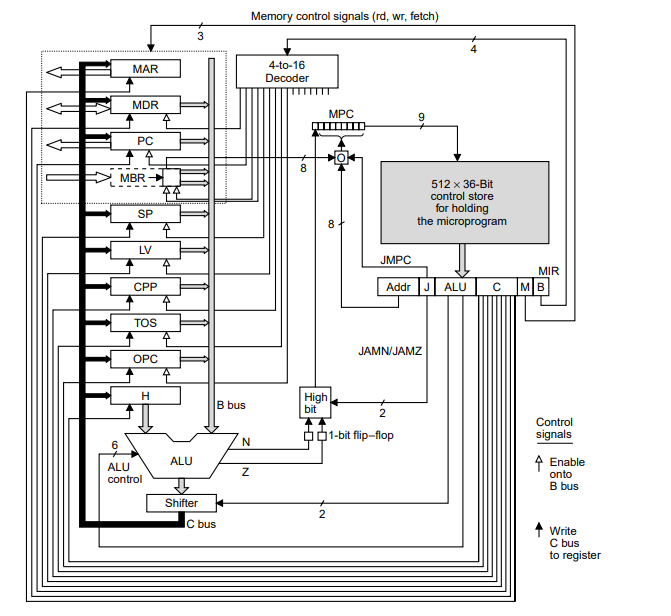 Memory control signals (rd, wr, fetch)
3
4
4-to-16
Decoder
MAR
MDR
PC
MBR
SP
LV
CPP
TOS
OPC
H
MPC
9
O
8
8
512 × 36-Bit
control store
for holding
the microprogram
JMPC
MIR
Addr J ALU C M B
JAMN/JAMZ
High
bit
2
B bus
1-bit flip–flop
N
Z
6
ALU
ALU
control
Shifter
2
C bus
Control
signals
Enable
onto
B bus
Write
C bus
to register